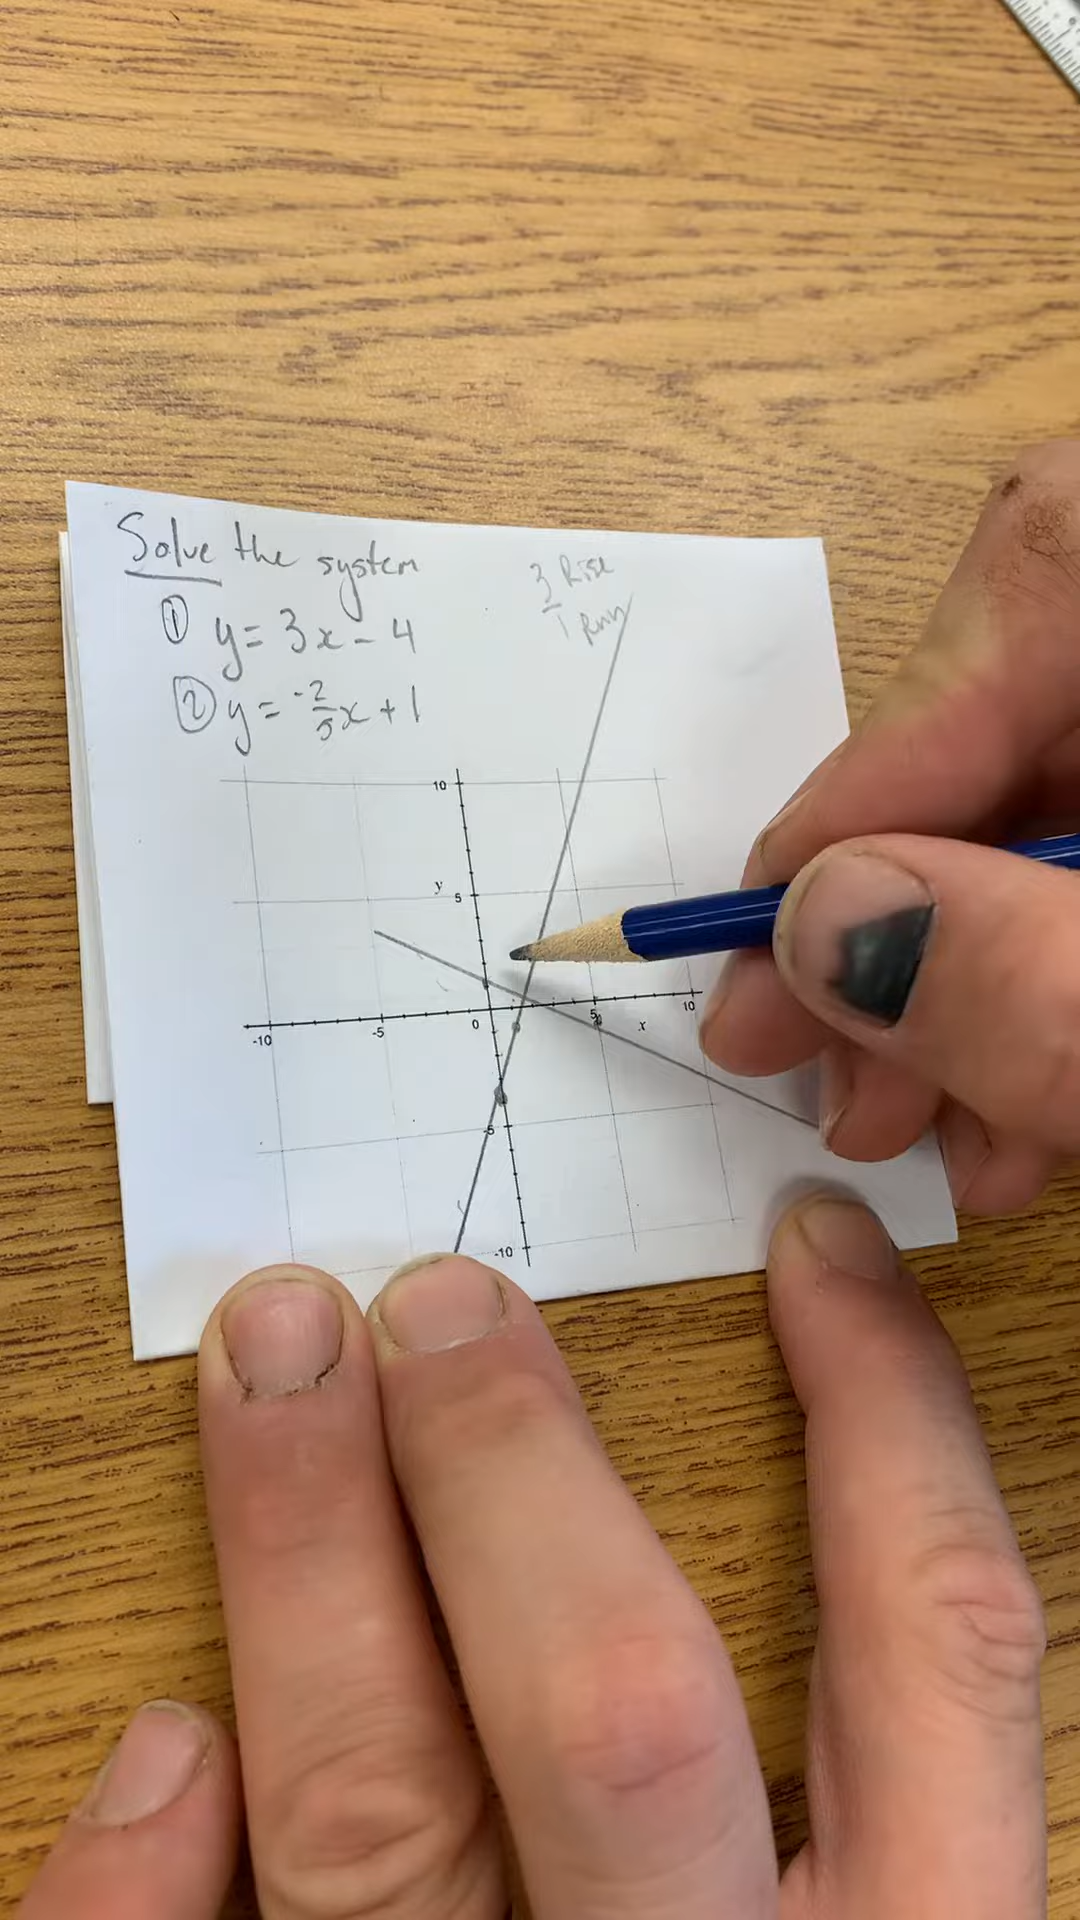 Solve the system
① y = 3x - 4
② y = -2/5x + 1
3 Rise
1 Run
10
y
5
-10
-5
0
5
x
10
-5
-10